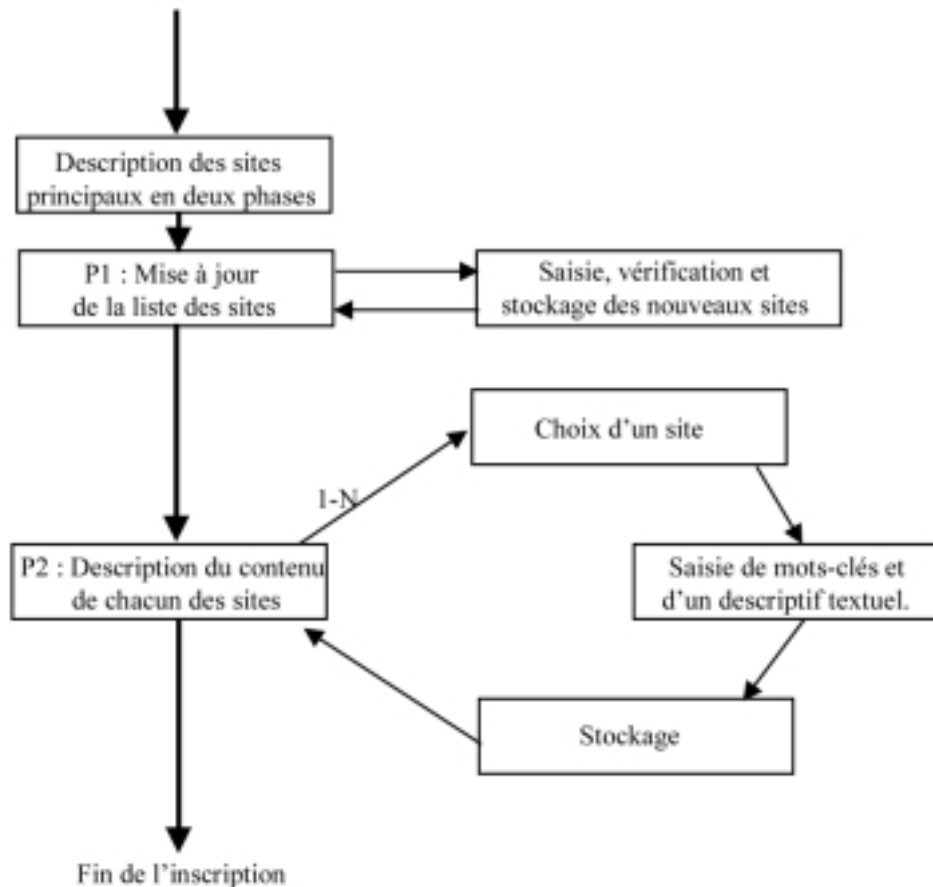 Description des sites
principaux en deux phases
P1 : Mise à jour
de la liste des sites
Saisie, vérification et
stockage des nouveaux sites
Choix d’un site
1-N
P2 : Description du contenu
de chacun des sites
Saisie de mots-clés et
d’un descriptif textuel.
Stockage
Fin de l’inscription